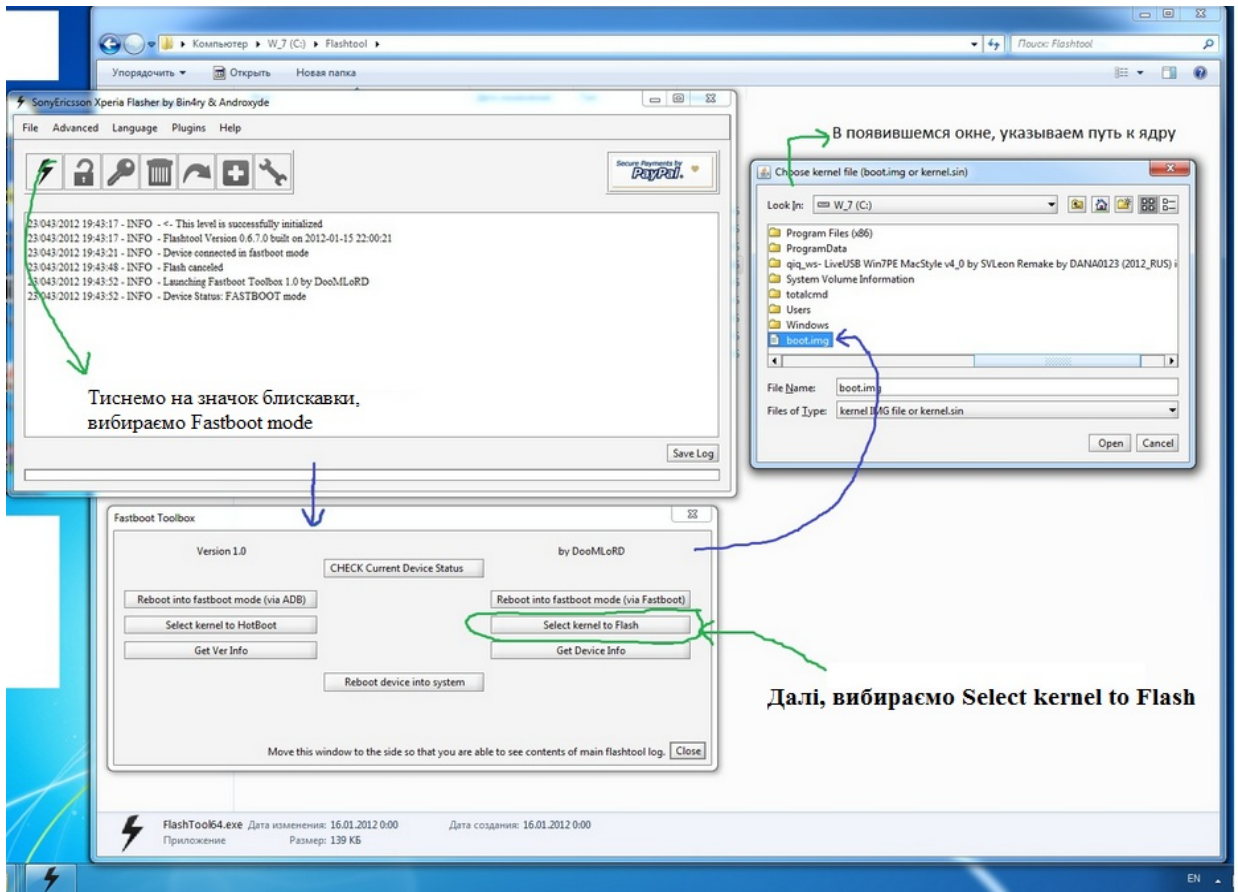 Компьютер ▸ W_7 (C:) ▸ Flashtool ▸
Поиск: Flashtool
Упорядочить
Открыть
Новая папка
SonyEricsson Xperia Flasher by Bin4ry & Androxyde
File Advanced Language Plugins Help
Secure Payments by
PayPal.
23/043/2012 19:43:17 - INFO - <- This level is successfully initialized
23/043/2012 19:43:17 - INFO - Flashtool Version 0.6.7.0 built on 2012-01-15 22:00:21
23/043/2012 19:43:21 - INFO - Device connected in fastboot mode
23/043/2012 19:43:48 - INFO - Flash canceled
23/043/2012 19:43:52 - INFO - Launching Fastboot Toolbox 1.0 by DooMLoRD
23/043/2012 19:43:52 - INFO - Device Status: FASTBOOT mode
Тиснемо на значок блискавки,
вибираємо Fastboot mode
Save Log
В появившемся окне, указываем путь к ядру
Choose kernel file (boot.img or kernel.sin)
Look In: W_7 (C:)
Program Files (x86)
ProgramData
qiq_ws- LiveUSB Win7PE MacStyle v4_0 by SVLeon Remake by DANA0123 (2012_RUS) i
System Volume Information
totalcmd
Users
Windows
boot.img
File Name: boot.img
Files of Type: kernel IMG file or kernel.sin
Open Cancel
Fastboot Toolbox
Version 1.0
by DooMLoRD
CHECK Current Device Status
Reboot into fastboot mode (via ADB)
Reboot into fastboot mode (via Fastboot)
Select kernel to HotBoot
Select kernel to Flash
Get Ver Info
Get Device Info
Reboot device into system
Move this window to the side so that you are able to see contents of main flashtool log.
Close
Далі, вибираємо Select kernel to Flash
FlashTool64.exe Дата изменения: 16.01.2012 0:00 Дата создания: 16.01.2012 0:00
Приложение Размер: 139 КБ
EN